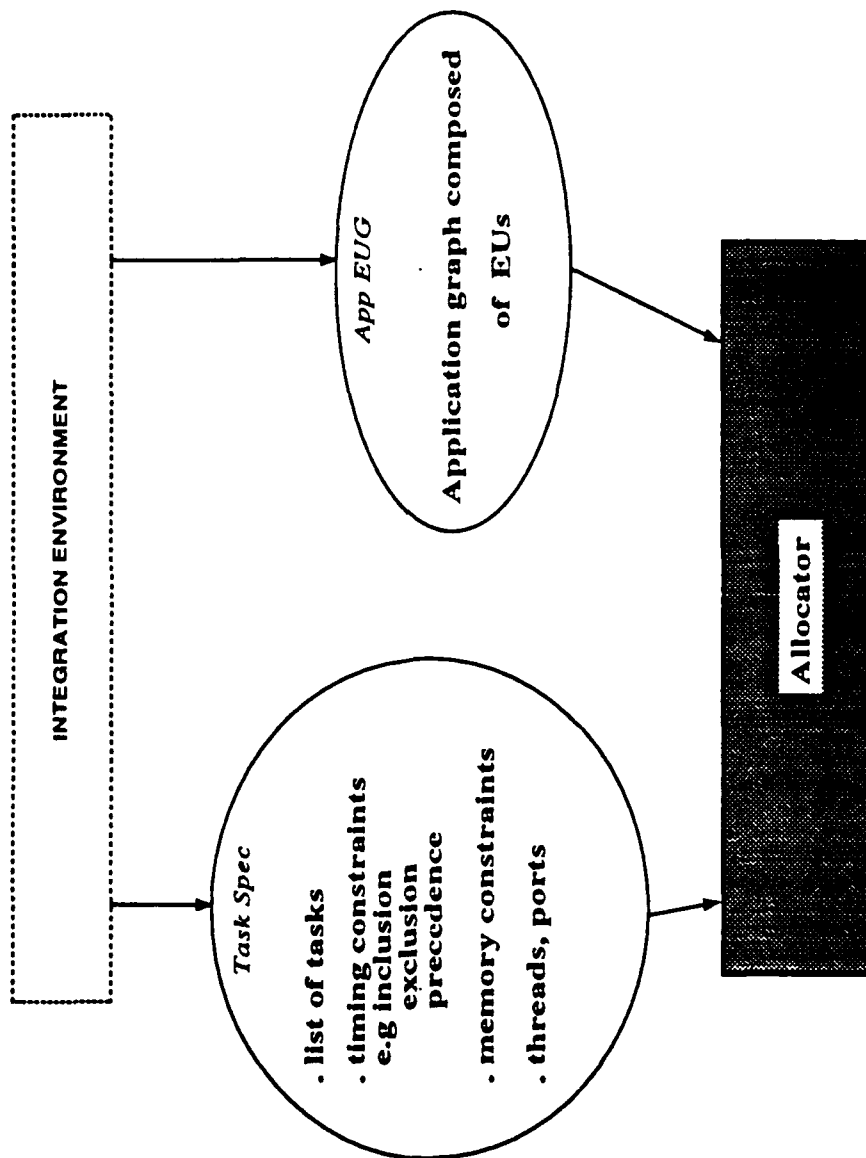 INTEGRATION ENVIRONMENT
Task Spec
. list of tasks
. timing constraints
e.g inclusion
exclusion
precedence
. memory constraints
. threads, ports
App EUG
Application graph composed
of EUs
Allocator